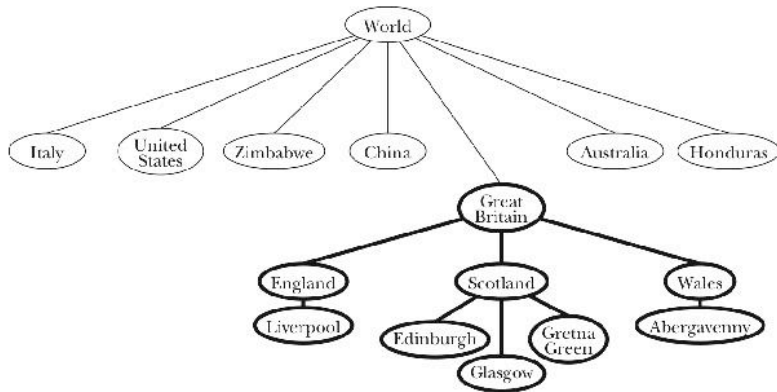 World
Italy
United
States
Zimbabwe
China
Australia
Honduras
Great
Britain
England
Scotland
Wales
Liverpool
Edinburgh
Gretna
Green
Abergavenny
Glasgow